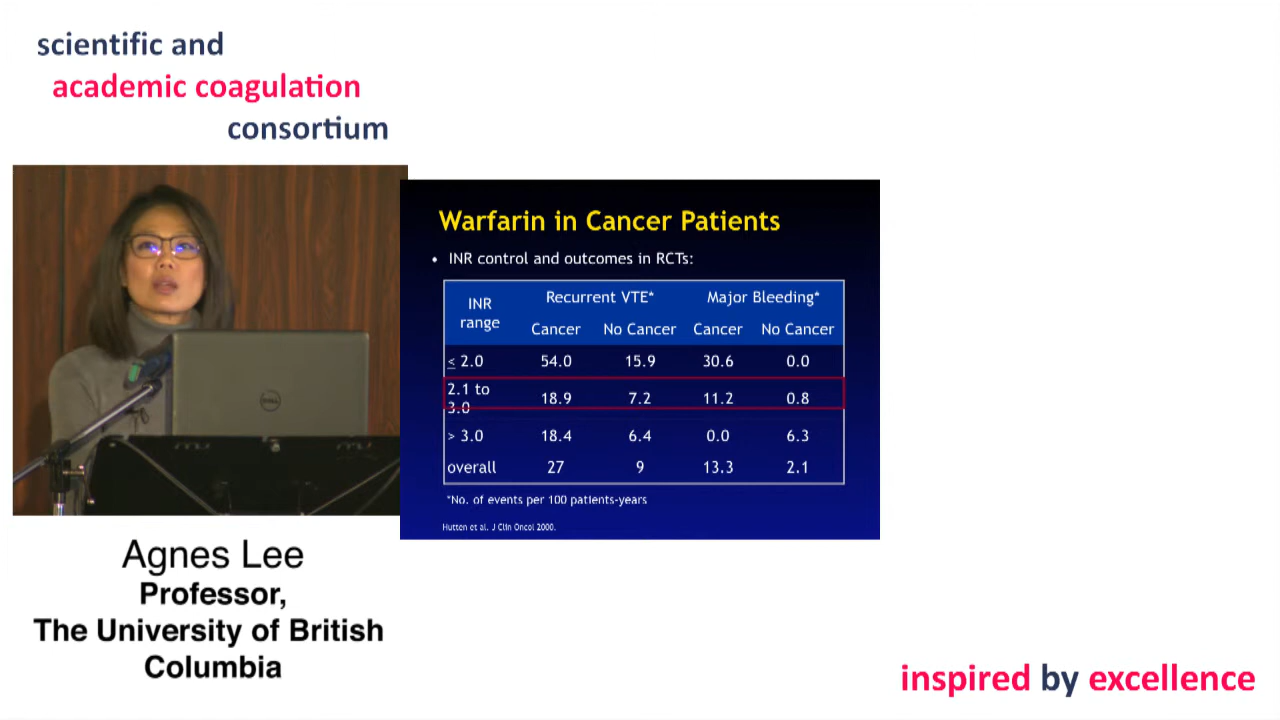 scientific and
academic coagulation
consortium
Warfarin in Cancer Patients
• INR control and outcomes in RCTs:
INR range Recurrent VTE* Major Bleeding*
Cancer No Cancer Cancer No Cancer
≤ 2.0 54.0 15.9 30.6 0.0
2.1 to 3.0 18.9 7.2 11.2 0.8
> 3.0 18.4 6.4 0.0 6.3
overall 27 9 13.3 2.1
*No. of events per 100 patients-years
Hutten et al. J Clin Oncol 2000.
DELL
Agnes Lee
Professor,
The University of British
Columbia
inspired by excellence